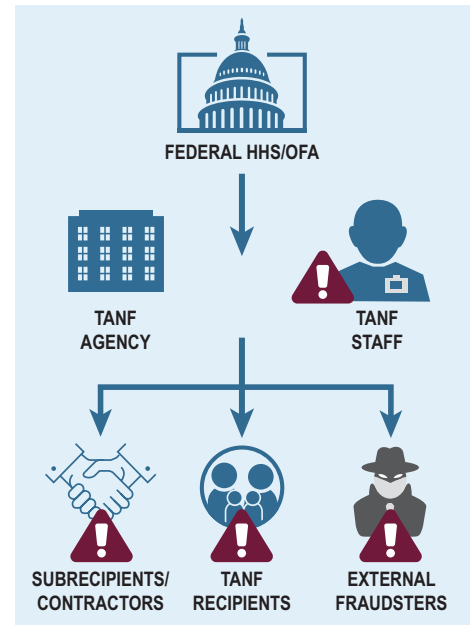 FEDERAL HHS/OFA
TANF
AGENCY
TANF
STAFF
SUBRECIPIENTS/
CONTRACTORS
TANF
RECIPIENTS
EXTERNAL
FRAUDSTERS